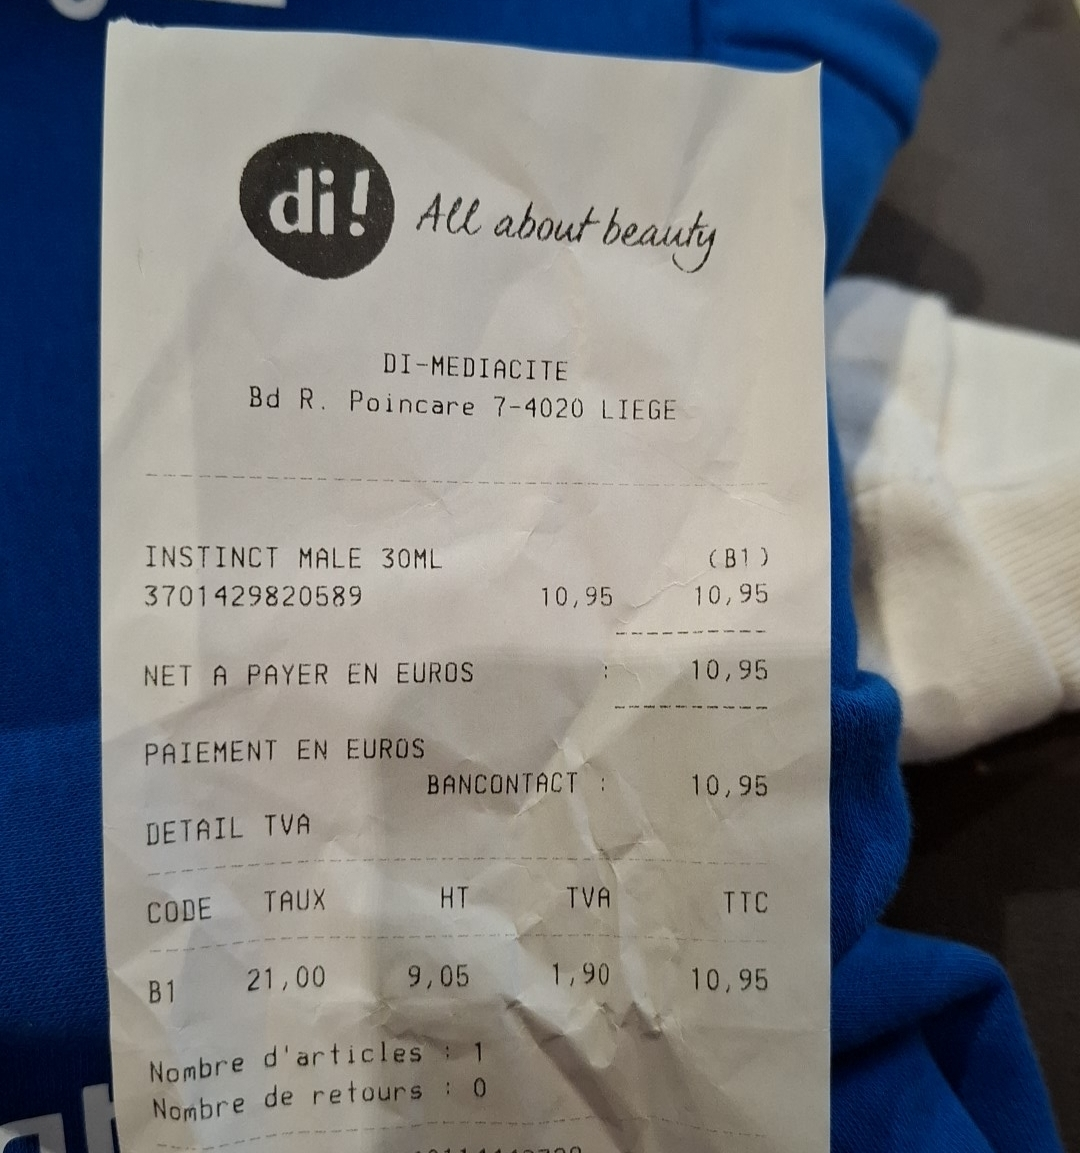 di! All about beauty
DI-MEDIACITE
Bd R. Poincare 7-4020 LIEGE
INSTINCT MALE 30ML (B1)
3701429820589 10,95 10,95
NET A PAYER EN EUROS : 10,95
PAIEMENT EN EUROS
BANCONTACT : 10,95
DETAIL TVA
CODE TAUX HT TVA TTC
B1 21,00 9,05 1,90 10,95
Nombre d'articles : 1
Nombre de retours : 0